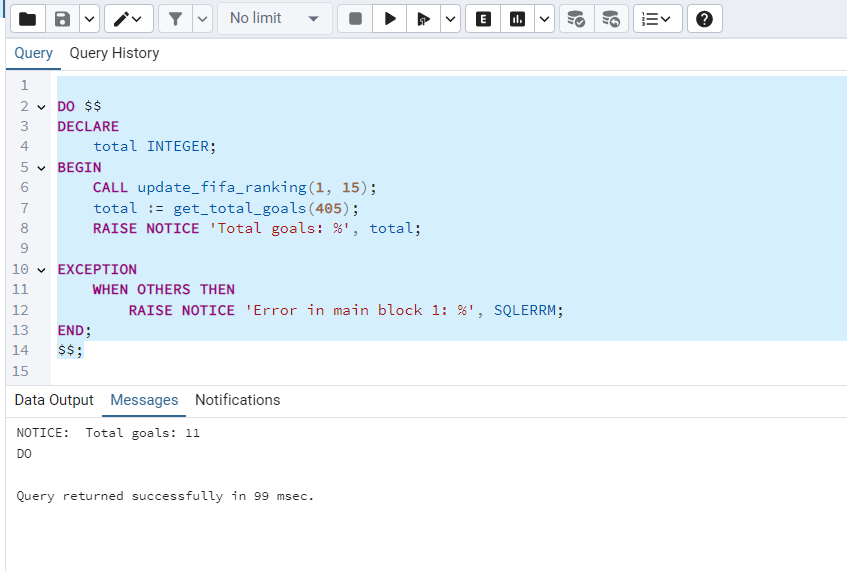 No limit
E
Query Query History
1
2 DO $$
3 DECLARE
4     total INTEGER;
5 BEGIN
6     CALL update_fifa_ranking(1, 15);
7     total := get_total_goals(405);
8     RAISE NOTICE 'Total goals: %', total;
9
10 EXCEPTION
11     WHEN OTHERS THEN
12         RAISE NOTICE 'Error in main block 1: %', SQLERRM;
13 END;
14 $$;
15
Data Output Messages Notifications
NOTICE:  Total goals: 11
DO
Query returned successfully in 99 msec.